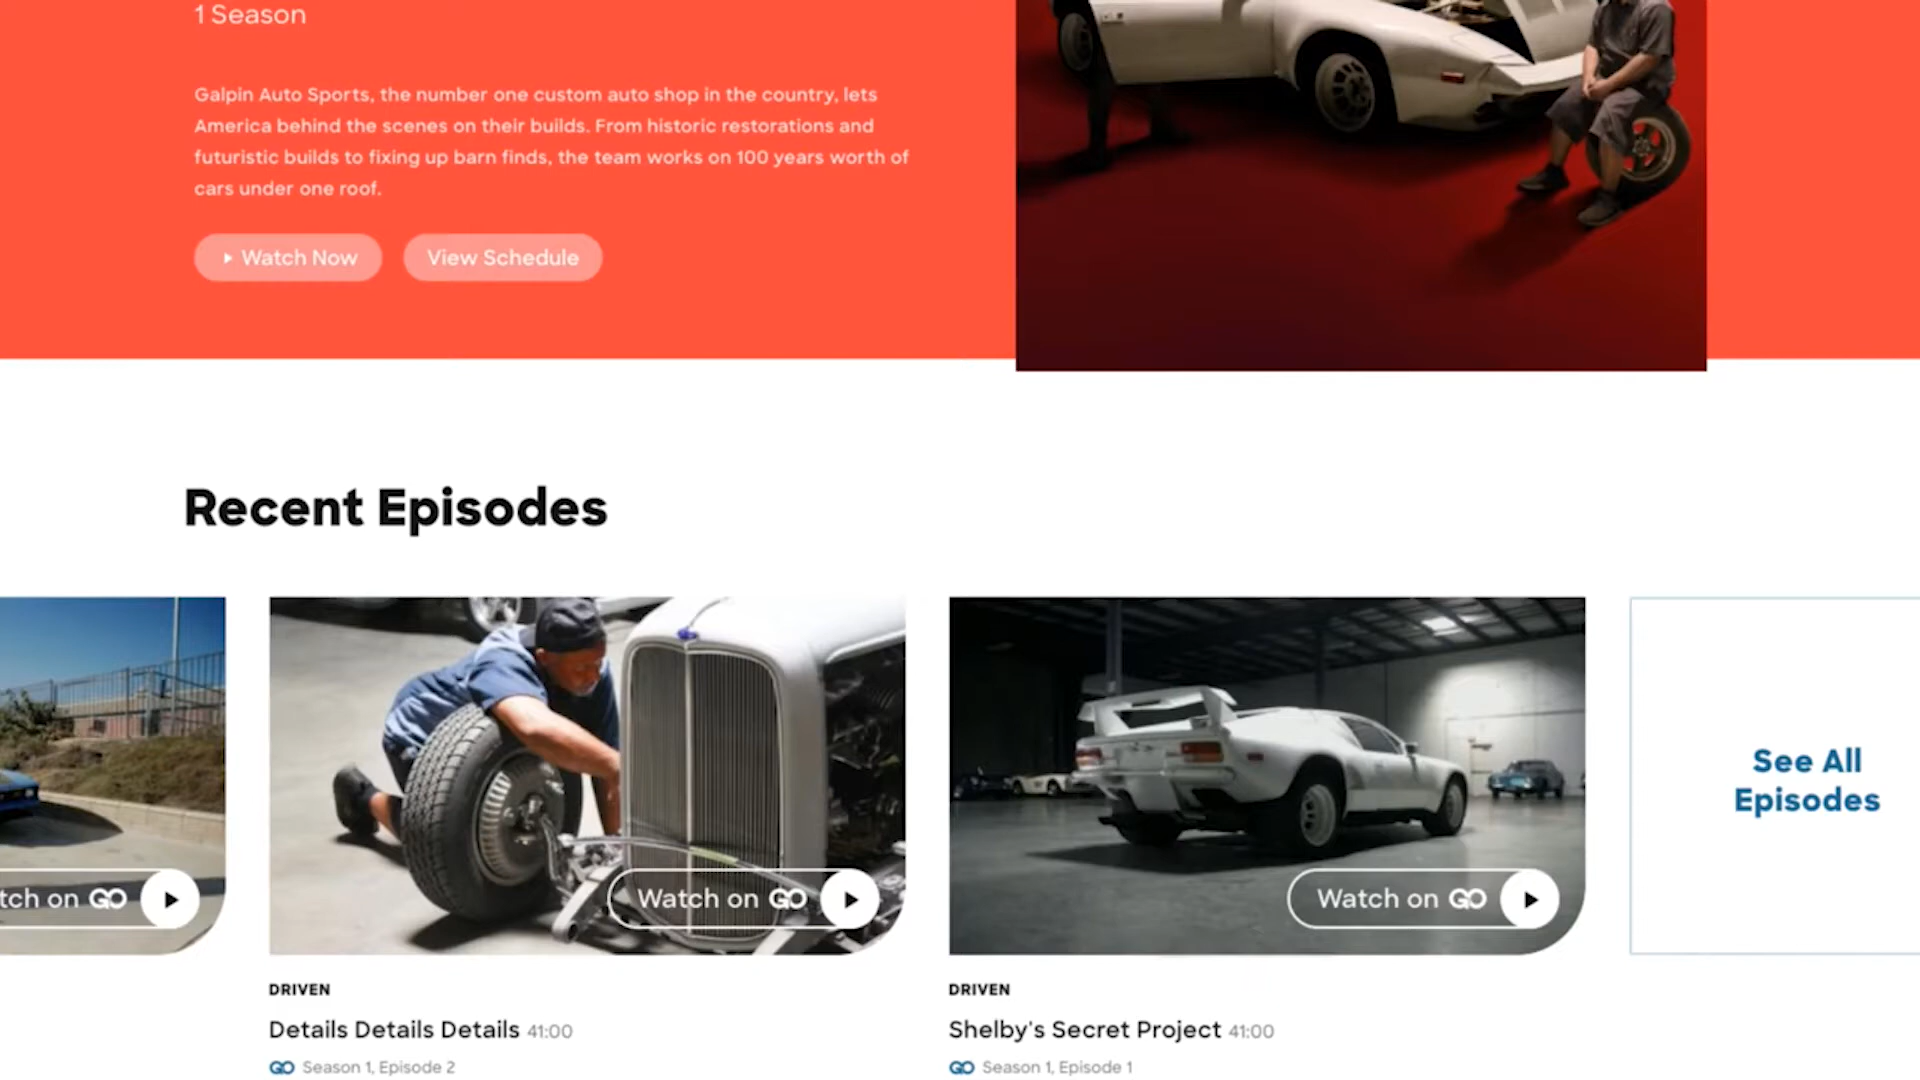 1 Season
Galpin Auto Sports, the number one custom auto shop in the country, lets
America behind the scenes on their builds. From historic restorations and
futuristic builds to fixing up barn finds, the team works on 100 years worth of
cars under one roof.
Watch Now
View Schedule
Recent Episodes
tch on GO
Watch on GO
Watch on GO
See All
Episodes
DRIVEN
Details Details Details 41:00
GO Season 1, Episode 2
DRIVEN
Shelby's Secret Project 41:00
GO Season 1, Episode 1